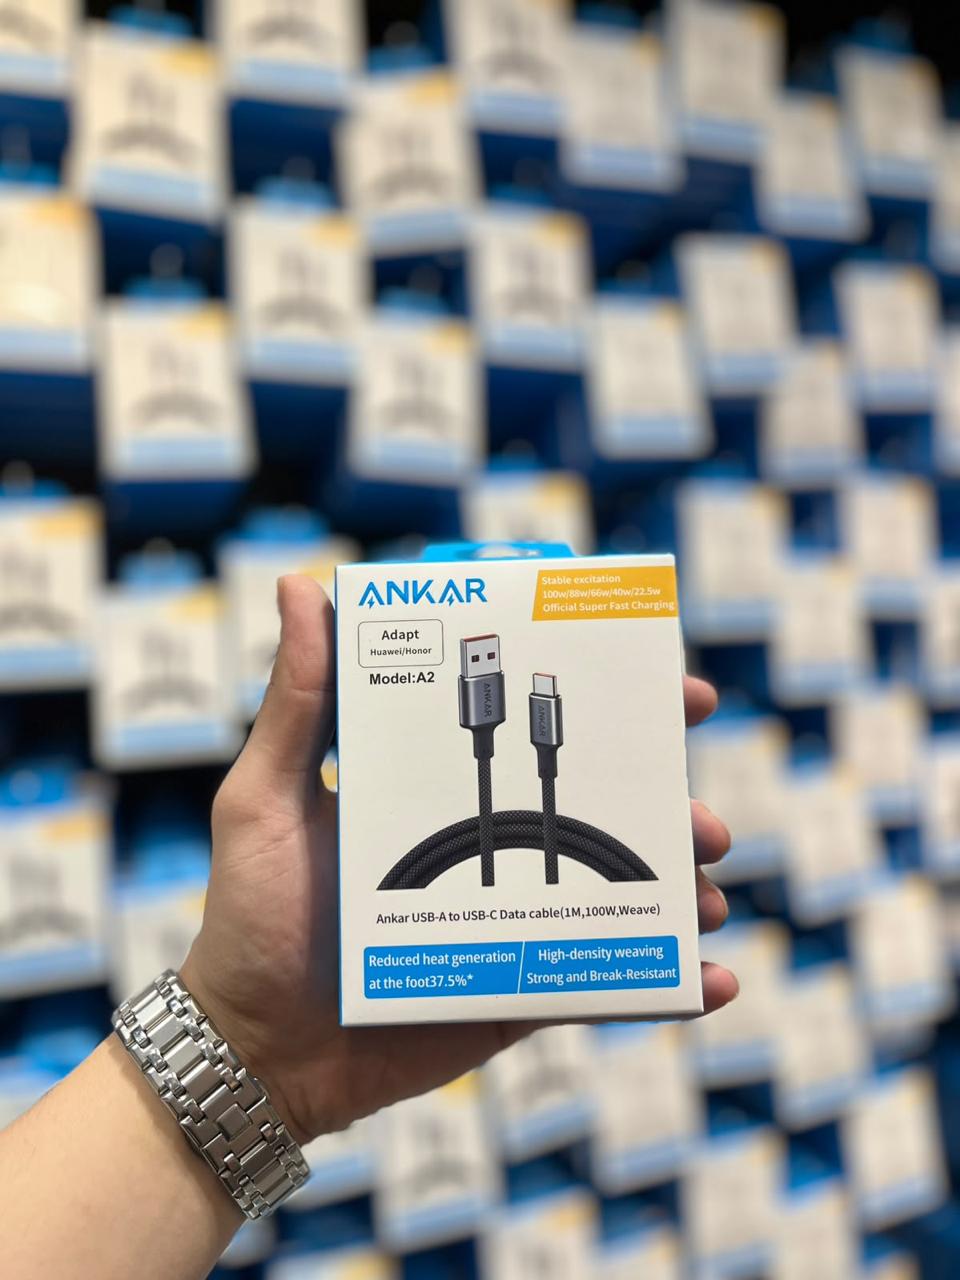 ANKAR
Stable excitation
100w/88w/66w/40w/22.5w
Official Super Fast Charging
Adapt
Huawei/Honor
Model:A2
ANKAR
ANKAR
Ankar USB-A to USB-C Data cable(1M,100W,Weave)
Reduced heat generation
at the foot37.5%*
High-density weaving
Strong and Break-Resistant